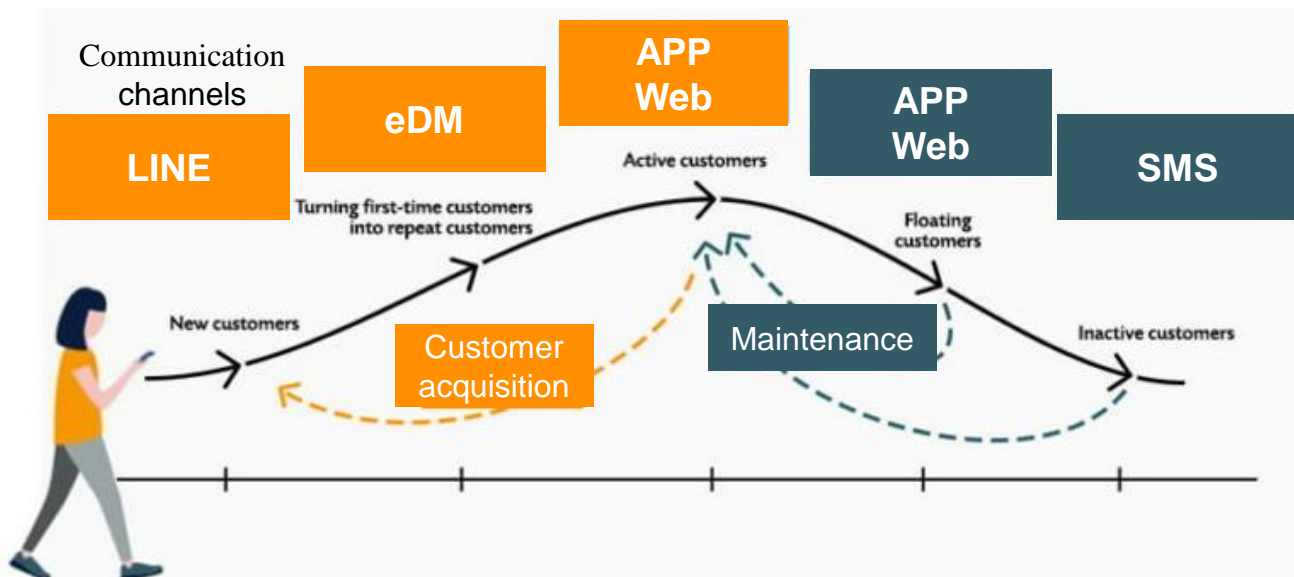 Communication
channels
LINE
eDM
APP
Web
APP
Web
SMS
New customers
Turning first-time customers
into repeat customers
Active customers
Floating
customers
Inactive customers
Customer
acquisition
Maintenance